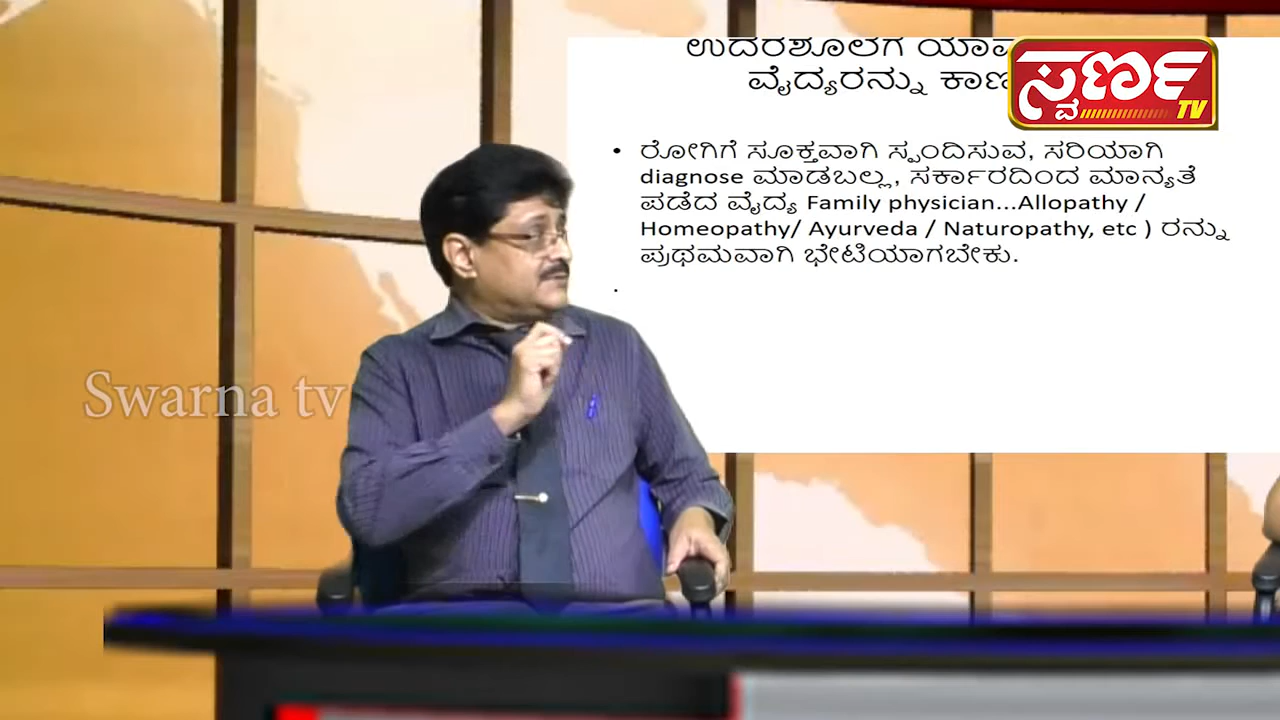 ಉದರಶೂಲೆಗೆ
ವೈದ್ಯರನ್ನು
ಸ್ವರ್ಣ
TV
• ರೋಗಿಗೆ ಸೂಕ್ತವಾಗಿ ಸ್ಪಂದಿಸುವ, ಸರಿಯಾಗಿ
diagnose ಮಾಡಬಲ್ಲ, ಸರ್ಕಾರದಿಂದ ಮಾನ್ಯತೆ
ಪಡೆದ ವೈದ್ಯ Family physician...Allopathy /
Homeopathy/ Ayurveda / Naturopathy, etc ) ರನ್ನು
ಪ್ರಥಮವಾಗಿ ಭೇಟಿಯಾಗಬೇಕು.
.
Swarna tv